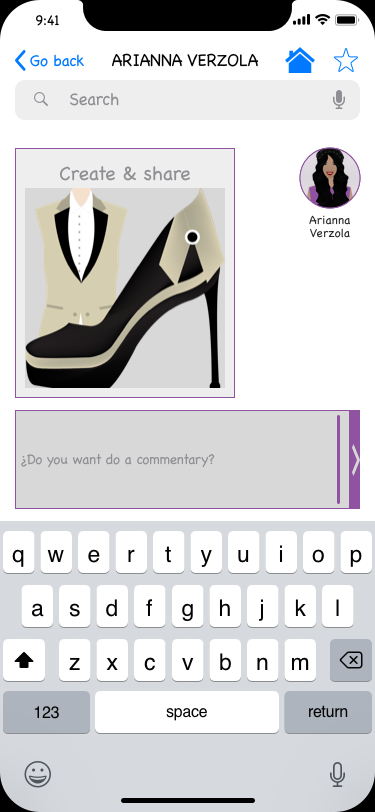 9:41
Go back
ARIANNA VERZOLA
Search
Create & share
Arianna
Verzola
¿Do you want do a commentary?
q w e r t y u i o p
a s d f g h j k l
z x c v b n m
123 space return